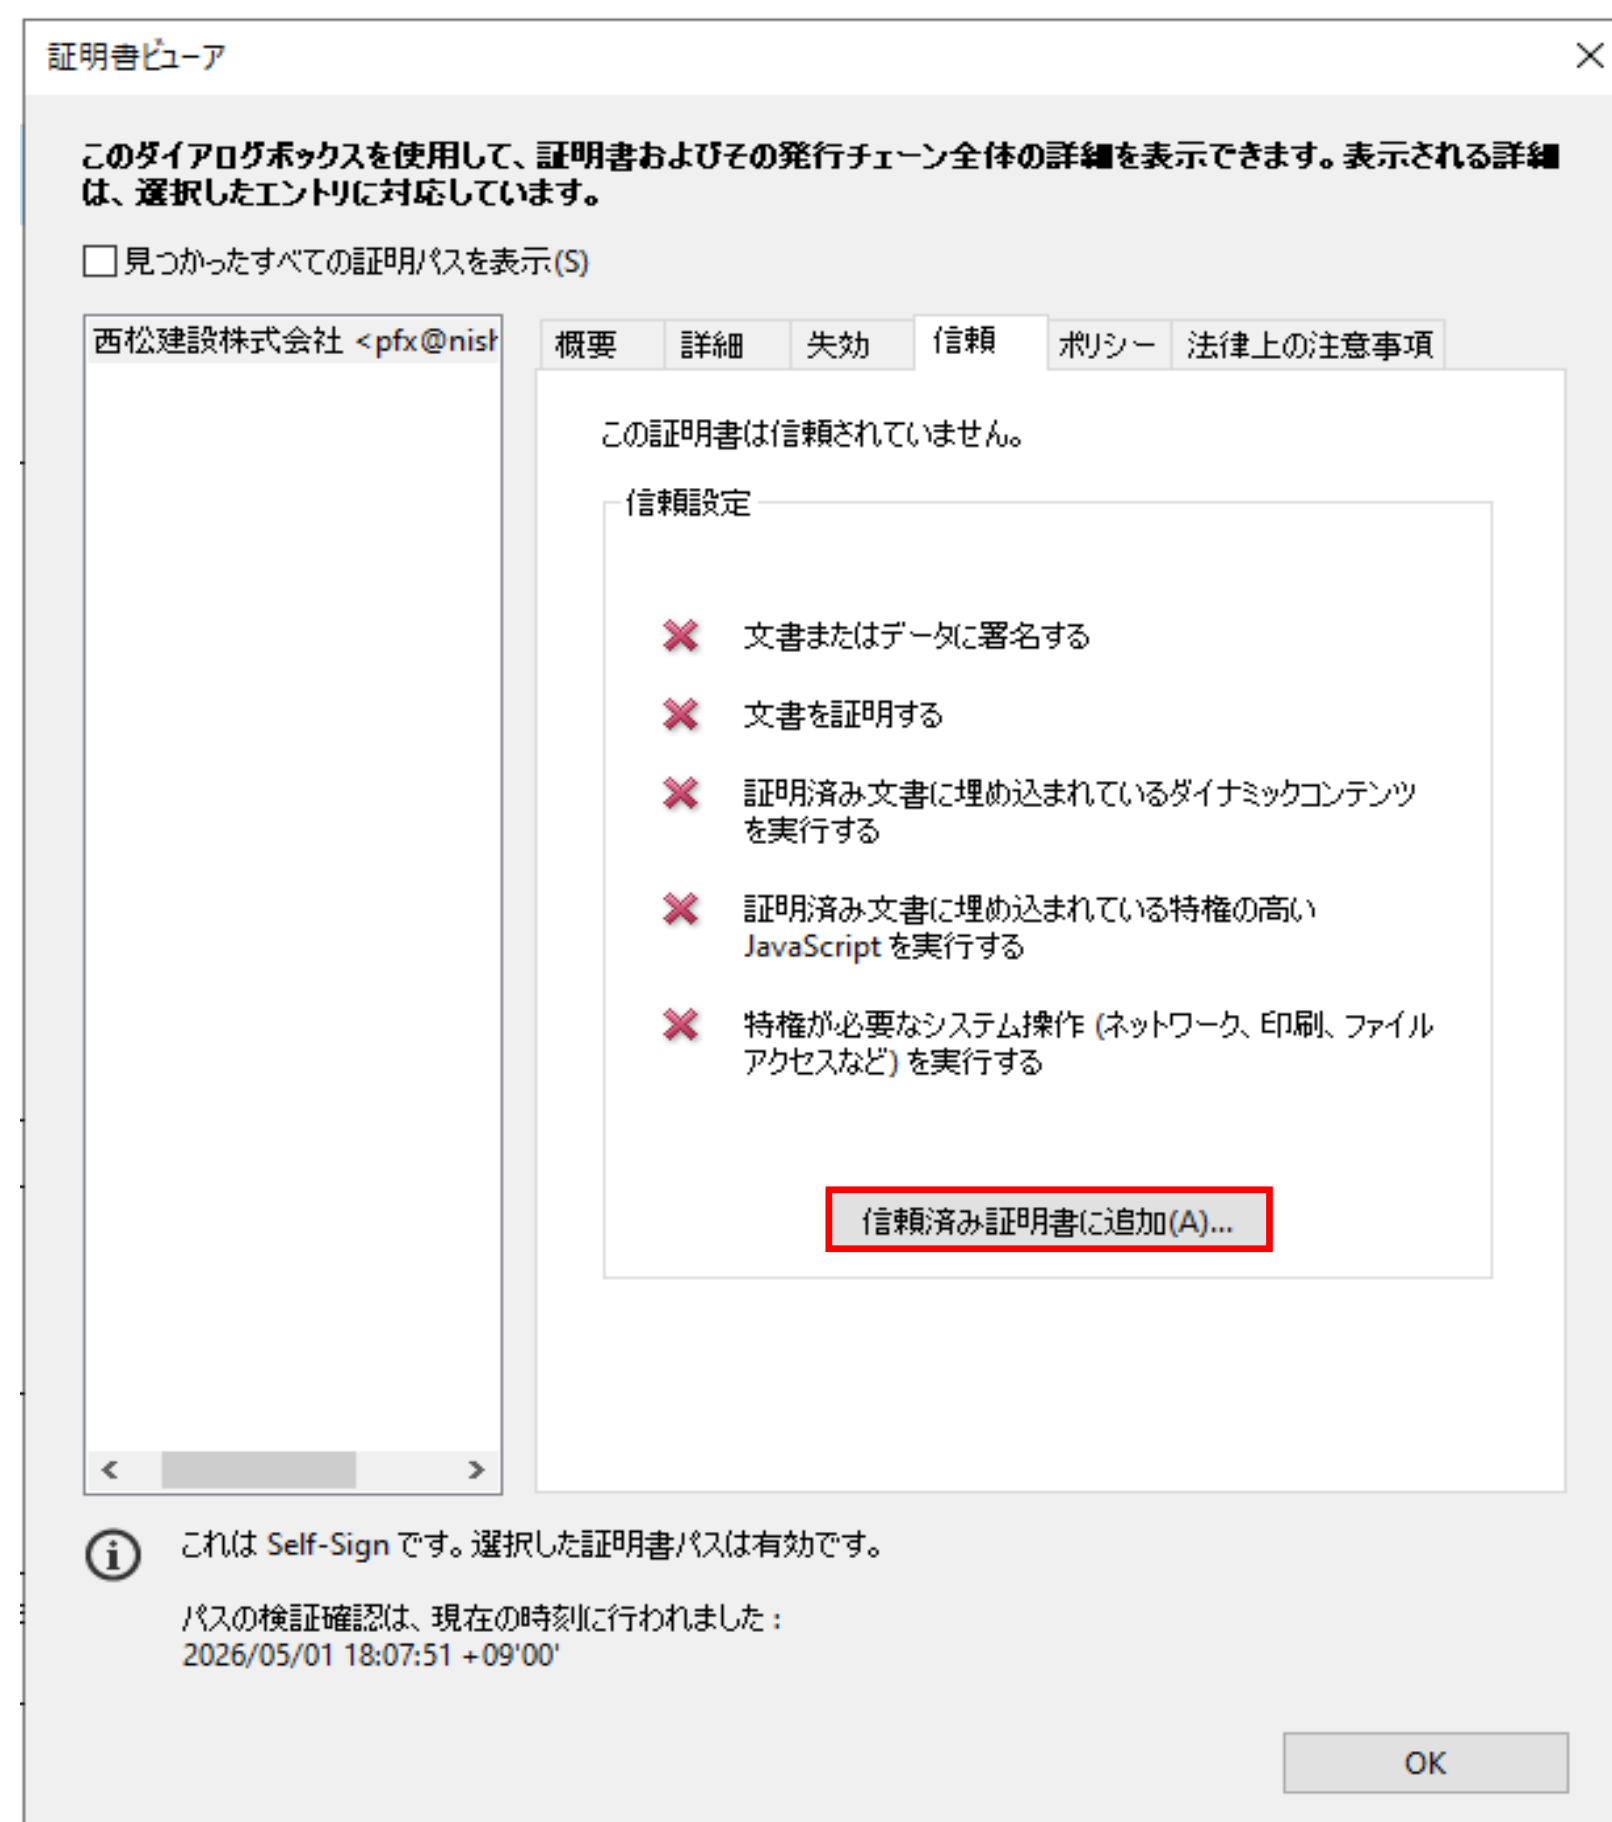 証明書ビューア
このダイアログボックスを使用して、証明書およびその発行チェーン全体の詳細を表示できます。表示される詳細
は、選択したエントリに対応しています。
見つかったすべての証明パスを表示(S)
西松建設株式会社 <pfx@nish
概要 詳細 失効 信頼 ポリシー 法律上の注意事項
この証明書は信頼されていません。
信頼設定
文書またはデータに署名する
文書を証明する
証明済み文書に埋め込まれているダイナミックコンテンツ
を実行する
証明済み文書に埋め込まれている特権の高い
JavaScript を実行する
特権が必要なシステム操作 (ネットワーク、印刷、ファイル
アクセスなど) を実行する
信頼済み証明書に追加(A)...
これは Self-Sign です。選択した証明書パスは有効です。
パスの検証確認は、現在の時刻に行われました :
2026/05/01 18:07:51 +09'00'
OK